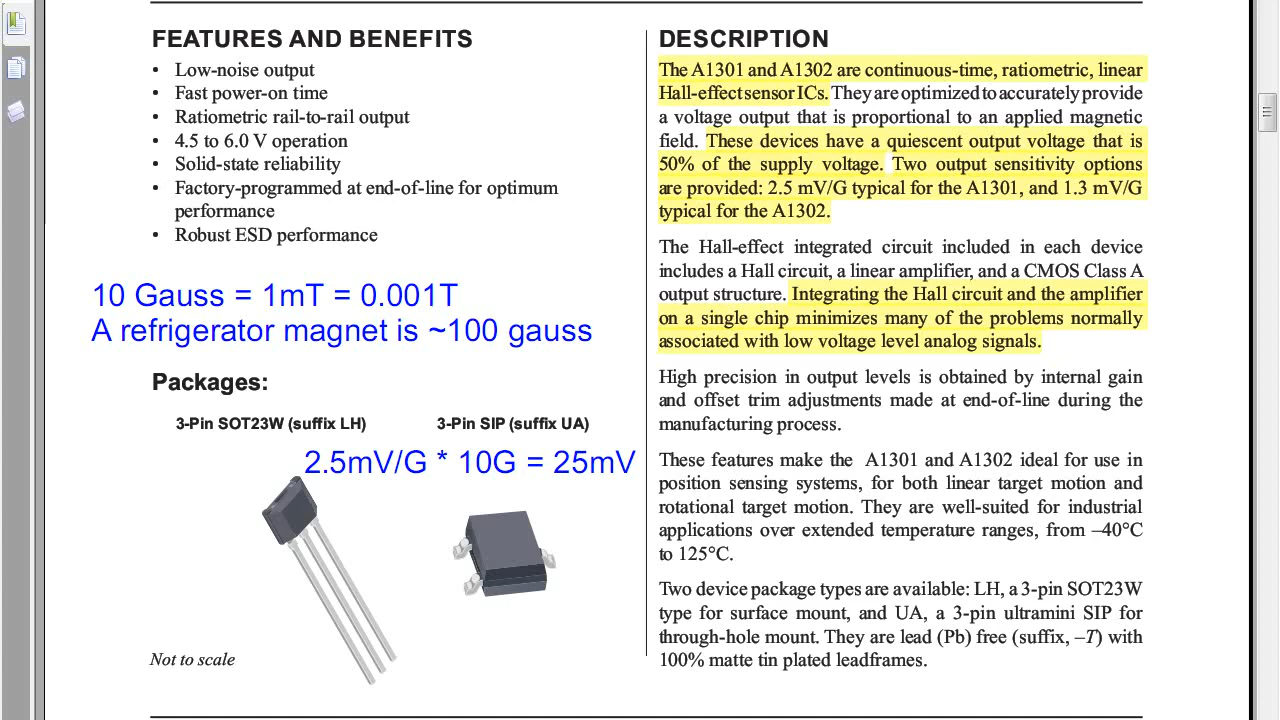 FEATURES AND BENEFITS
• Low-noise output
• Fast power-on time
• Ratiometric rail-to-rail output
• 4.5 to 6.0 V operation
• Solid-state reliability
• Factory-programmed at end-of-line for optimum
performance
• Robust ESD performance
10 Gauss = 1mT = 0.001T
A refrigerator magnet is ~100 gauss
Packages:
3-Pin SOT23W (suffix LH) 3-Pin SIP (suffix UA)
2.5mV/G * 10G = 25mV
Not to scale
DESCRIPTION
The A1301 and A1302 are continuous-time, ratiometric, linear
Hall-effect sensor ICs. They are optimized to accurately provide
a voltage output that is proportional to an applied magnetic
field. These devices have a quiescent output voltage that is
50% of the supply voltage. Two output sensitivity options
are provided: 2.5 mV/G typical for the A1301, and 1.3 mV/G
typical for the A1302.
The Hall-effect integrated circuit included in each device
includes a Hall circuit, a linear amplifier, and a CMOS Class A
output structure. Integrating the Hall circuit and the amplifier
on a single chip minimizes many of the problems normally
associated with low voltage level analog signals.
High precision in output levels is obtained by internal gain
and offset trim adjustments made at end-of-line during the
manufacturing process.
These features make the A1301 and A1302 ideal for use in
position sensing systems, for both linear target motion and
rotational target motion. They are well-suited for industrial
applications over extended temperature ranges, from –40°C
to 125°C.
Two device package types are available: LH, a 3-pin SOT23W
type for surface mount, and UA, a 3-pin ultramini SIP for
through-hole mount. They are lead (Pb) free (suffix, –T) with
100% matte tin plated leadframes.